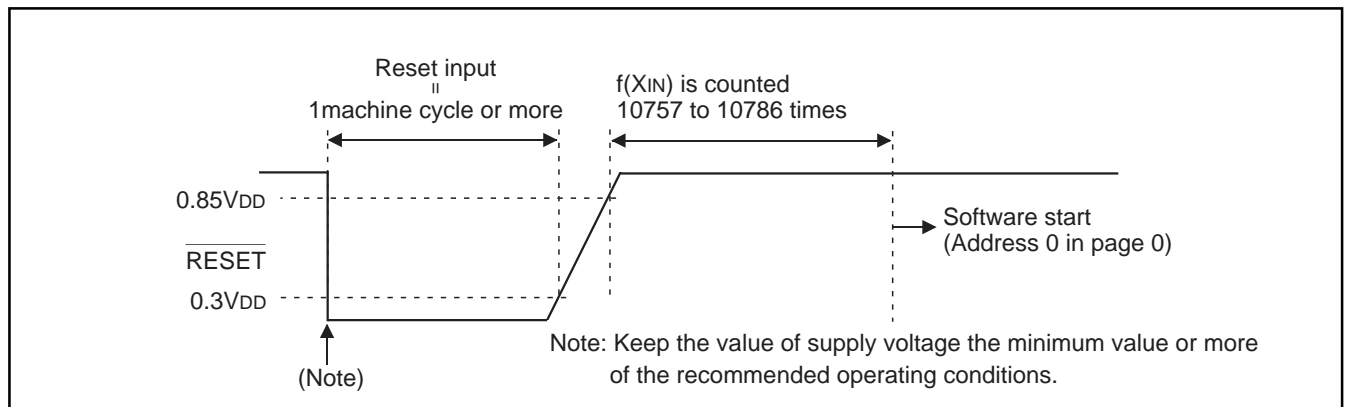 Reset input
=
1machine cycle or more
f(XIN) is counted
10757 to 10786 times
0.85VDD
RESET
0.3VDD
Software start
(Address 0 in page 0)
(Note)
Note: Keep the value of supply voltage the minimum value or more
of the recommended operating conditions.